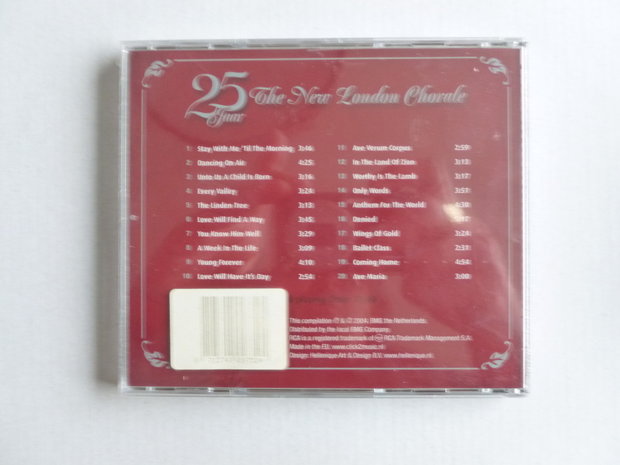 25 Jaar The New London Chorale
1 Stay With Me 'Til The Morning 3:46
2 Dancing On Air 4:25
3 Unto Us A Child Is Born 3:16
4 Every Valley 3:24
5 The Linden Tree 3:13
6 Love Will Find A Way 3:45
7 You Know Him Well 3:29
8 A Week In The Life 3:09
9 Young Forever 4:10
10 Love Will Have It's Day 2:54
11 Ave Verum Corpus 2:59
12 In The Land Of Zion 3:13
13 Worthy Is The Lamb 3:17
14 Only Words 3:51
15 Anthem For The World
16 Denied
17 Wings Of Gold 3:24
18 Ballet Class 2:31
19 Coming Home 4:54
20 Ave Maria 3:00
This compilation ℗ & © 2004, BMG the Netherlands.
Distributed by the local BMG Company.
RCA is a registered trademark of RCA Trademark Management S.A.
Made in the EU. www.click2music.nl
Design: Hellenique Art & Design B.V. www.hellenique.nl